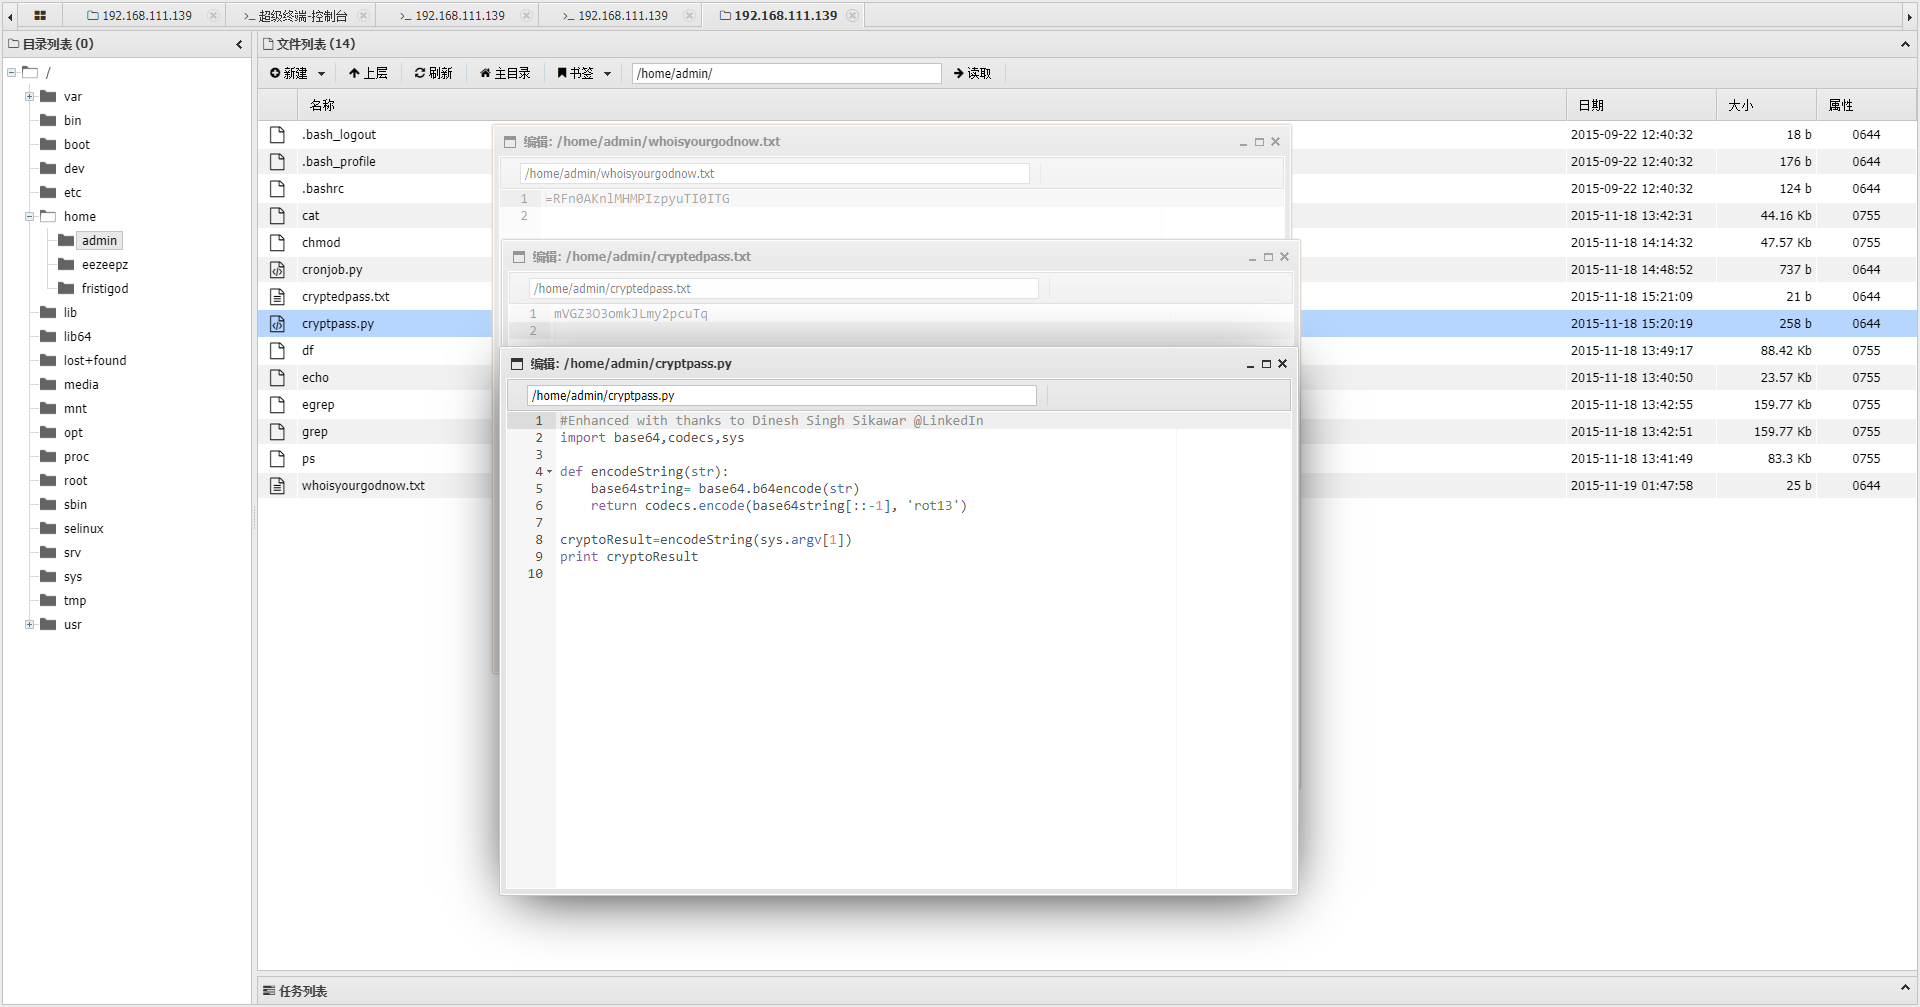 192.168.111.139
超级终端-控制台
192.168.111.139
192.168.111.139
192.168.111.139
目录列表 (0)
/
var
bin
boot
dev
etc
home
admin
eezeepz
fristigod
lib
lib64
lost+found
media
mnt
opt
proc
root
sbin
selinux
srv
sys
tmp
usr
文件列表 (14)
新建 上层 刷新 主目录 书签 /home/admin/ 读取
名称 日期 大小 属性
.bash_logout 2015-09-22 12:40:32 18 b 0644
.bash_profile 2015-09-22 12:40:32 176 b 0644
.bashrc 2015-09-22 12:40:32 124 b 0644
cat 2015-11-18 13:42:31 44.16 Kb 0755
chmod 2015-11-18 14:14:32 47.57 Kb 0755
cronjob.py 2015-11-18 14:48:52 737 b 0644
cryptedpass.txt 2015-11-18 15:21:09 21 b 0644
cryptpass.py 2015-11-18 15:20:19 258 b 0644
df 2015-11-18 13:49:17 88.42 Kb 0755
echo 2015-11-18 13:40:50 23.57 Kb 0755
egrep 2015-11-18 13:42:55 159.77 Kb 0755
grep 2015-11-18 13:42:51 159.77 Kb 0755
ps 2015-11-18 13:41:49 83.3 Kb 0755
whoisyourgodnow.txt 2015-11-19 01:47:58 25 b 0644
编辑: /home/admin/whoisyourgodnow.txt
/home/admin/whoisyourgodnow.txt
1 =RFn0AKnlMHMPIzpyuTI0ITG
2
编辑: /home/admin/cryptedpass.txt
/home/admin/cryptedpass.txt
1 mVGZ3O3omkJLmy2pcuTq
2
编辑: /home/admin/cryptpass.py
/home/admin/cryptpass.py
1 #Enhanced with thanks to Dinesh Singh Sikawar @LinkedIn
2 import base64,codecs,sys
3
4 def encodeString(str):
5 base64string= base64.b64encode(str)
6 return codecs.encode(base64string[::-1], 'rot13')
7
8 cryptoResult=encodeString(sys.argv[1])
9 print cryptoResult
10
任务列表